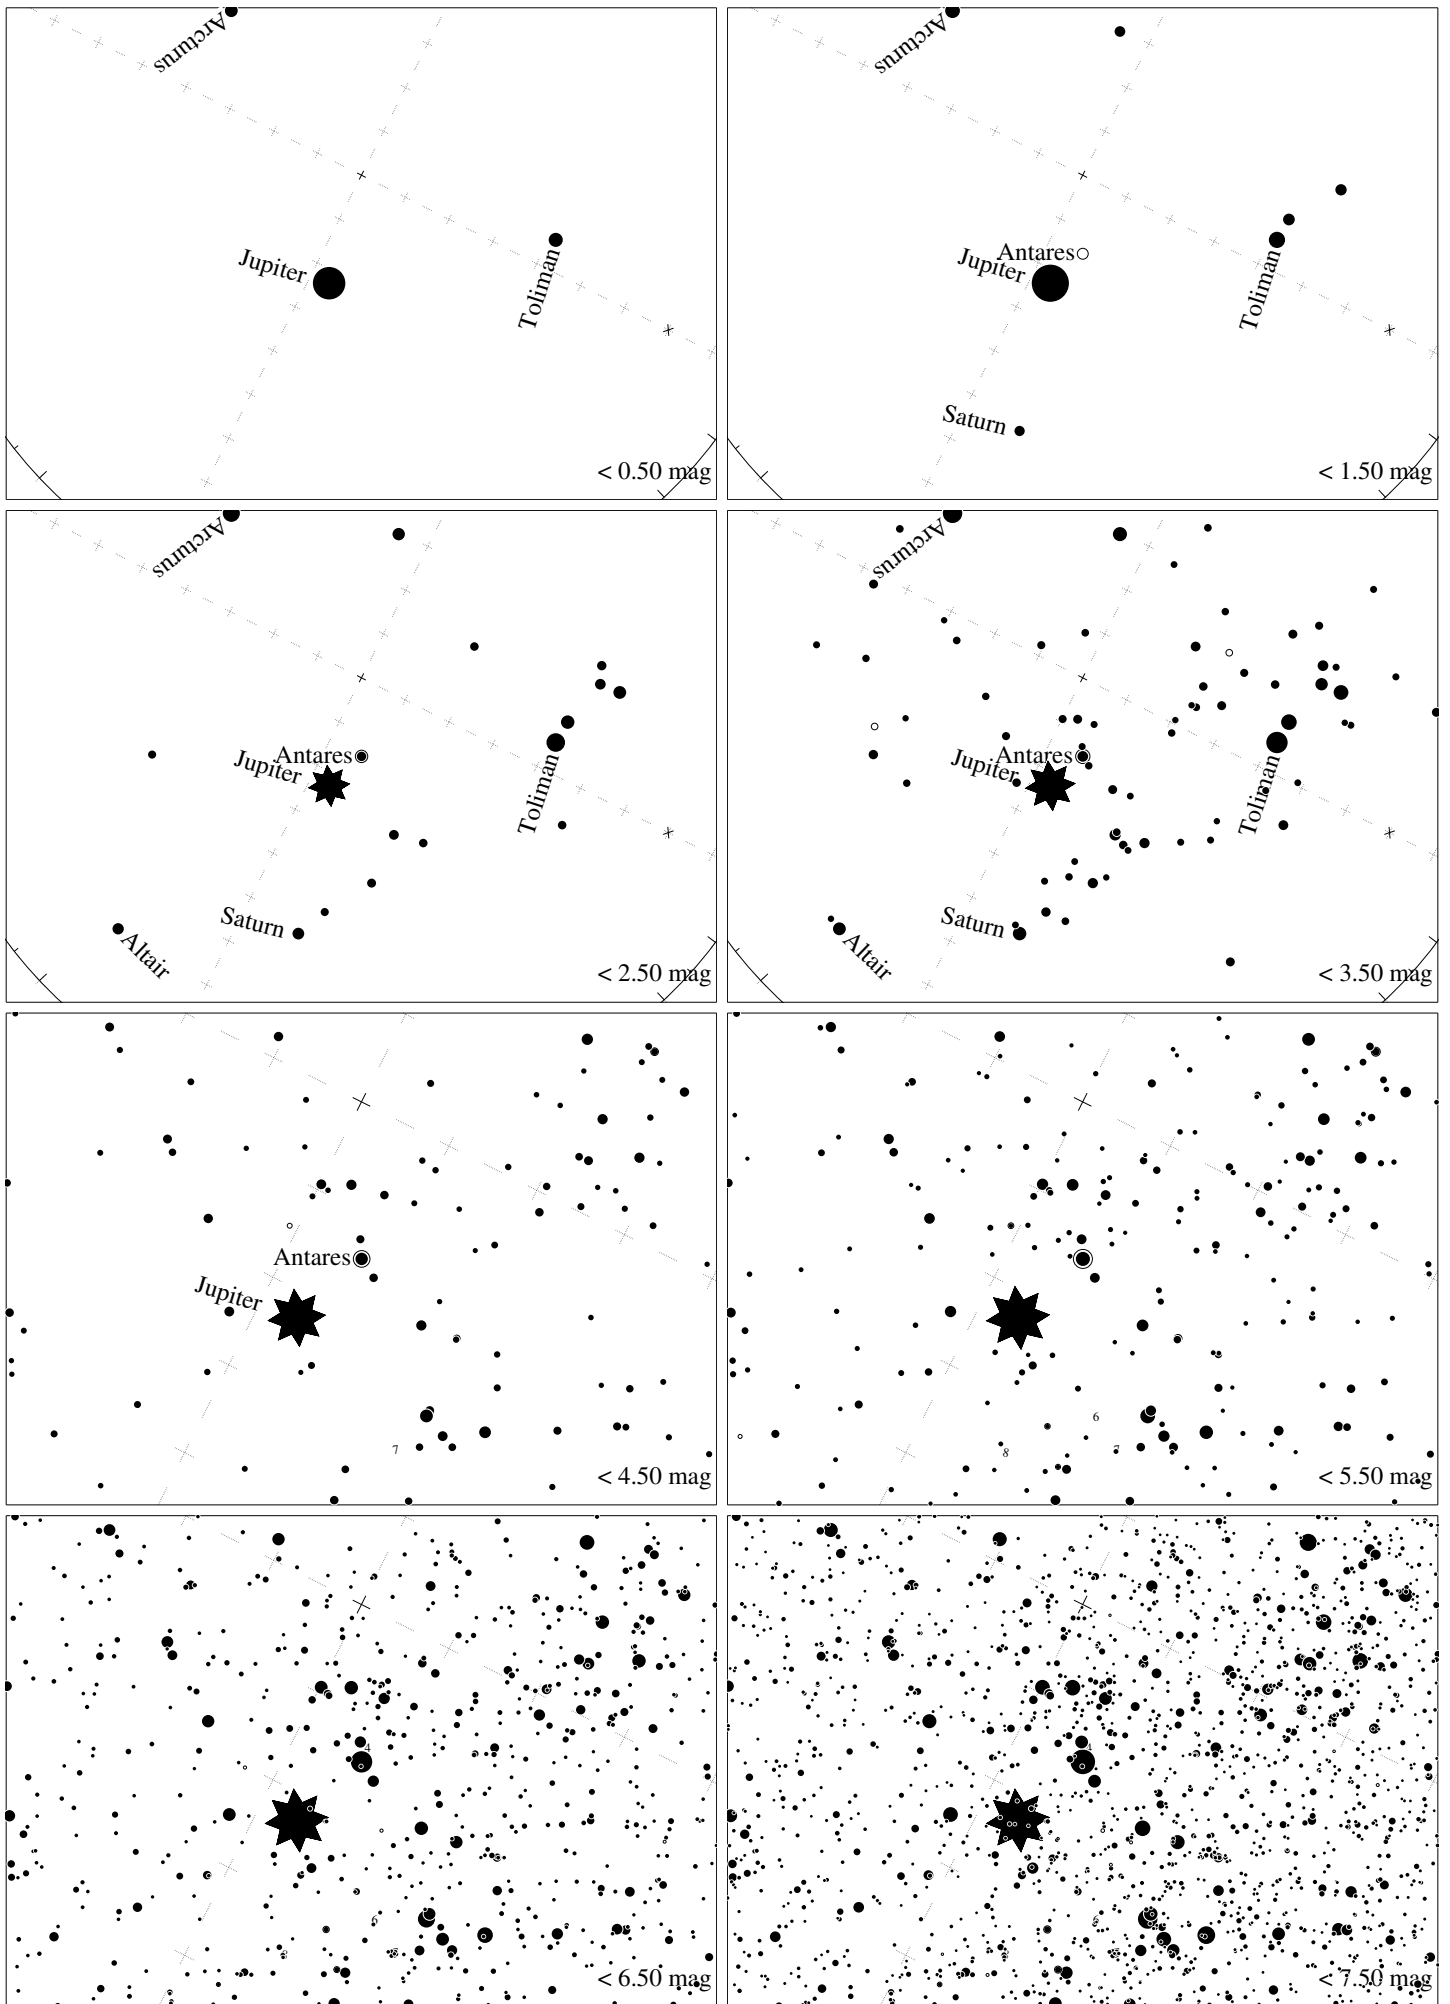 Arcturus
Jupiter
Toliman
< 0.50 mag
Arcturus
Antares
Jupiter
Toliman
Saturn
< 1.50 mag
Arcturus
Antares
Jupiter
Toliman
Saturn
Altair
< 2.50 mag
Arcturus
Antares
Jupiter
Toliman
Saturn
Altair
< 3.50 mag
Antares
Jupiter
7
< 4.50 mag
6
8
7
< 5.50 mag
4
6
< 6.50 mag
< 7.50 mag